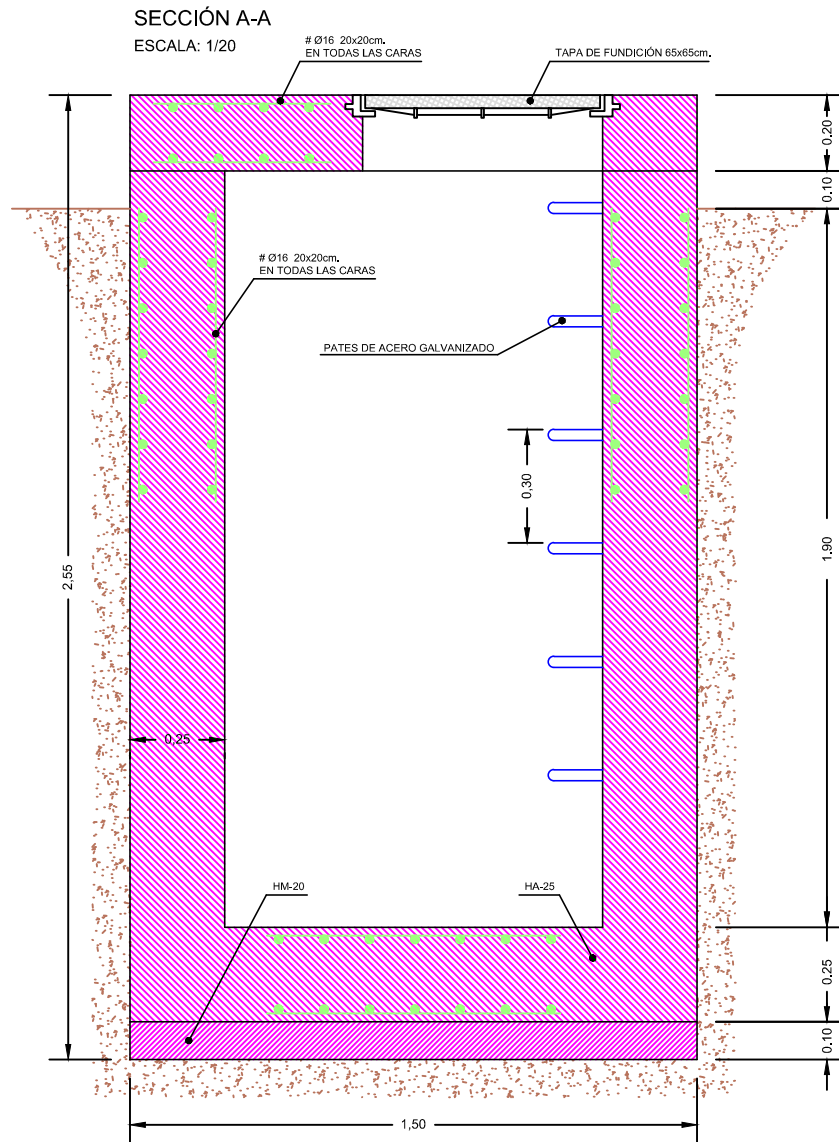 SECCIÓN A-A
ESCALA: 1/20
# Ø16 20x20cm.
EN TODAS LAS CARAS
TAPA DE FUNDICIÓN 65x65cm.
0.20
0.10
# Ø16 20x20cm.
EN TODAS LAS CARAS
PATES DE ACERO GALVANIZADO
0,30
2,55
1.90
0,25
HM-20
HA-25
0.25
0.10
1,50